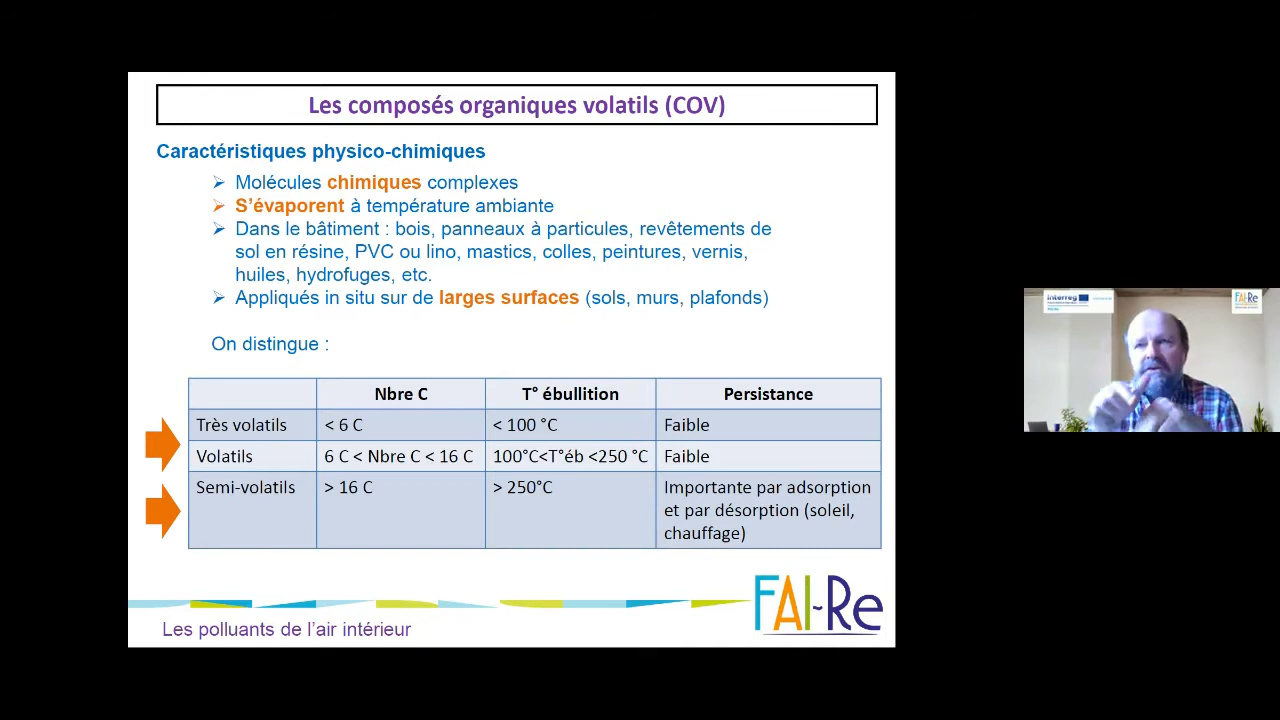 Les composés organiques volatils (COV)
Caractéristiques physico-chimiques
Molécules chimiques complexes
S'évaporent à température ambiante
Dans le bâtiment : bois, panneaux à particules, revêtements de
sol en résine, PVC ou lino, mastics, colles, peintures, vernis,
huiles, hydrofuges, etc.
Appliqués in situ sur de larges surfaces (sols, murs, plafonds)
On distingue :
Nbre C T° ébullition Persistance
Très volatils < 6 C < 100 °C Faible
Volatils 6 C < Nbre C < 16 C 100°C<T°éb <250 °C Faible
Semi-volatils > 16 C > 250°C Importante par adsorption
et par désorption (soleil,
chauffage)
Les polluants de l'air intérieur
FAI~Re
Interreg
FAI-Re